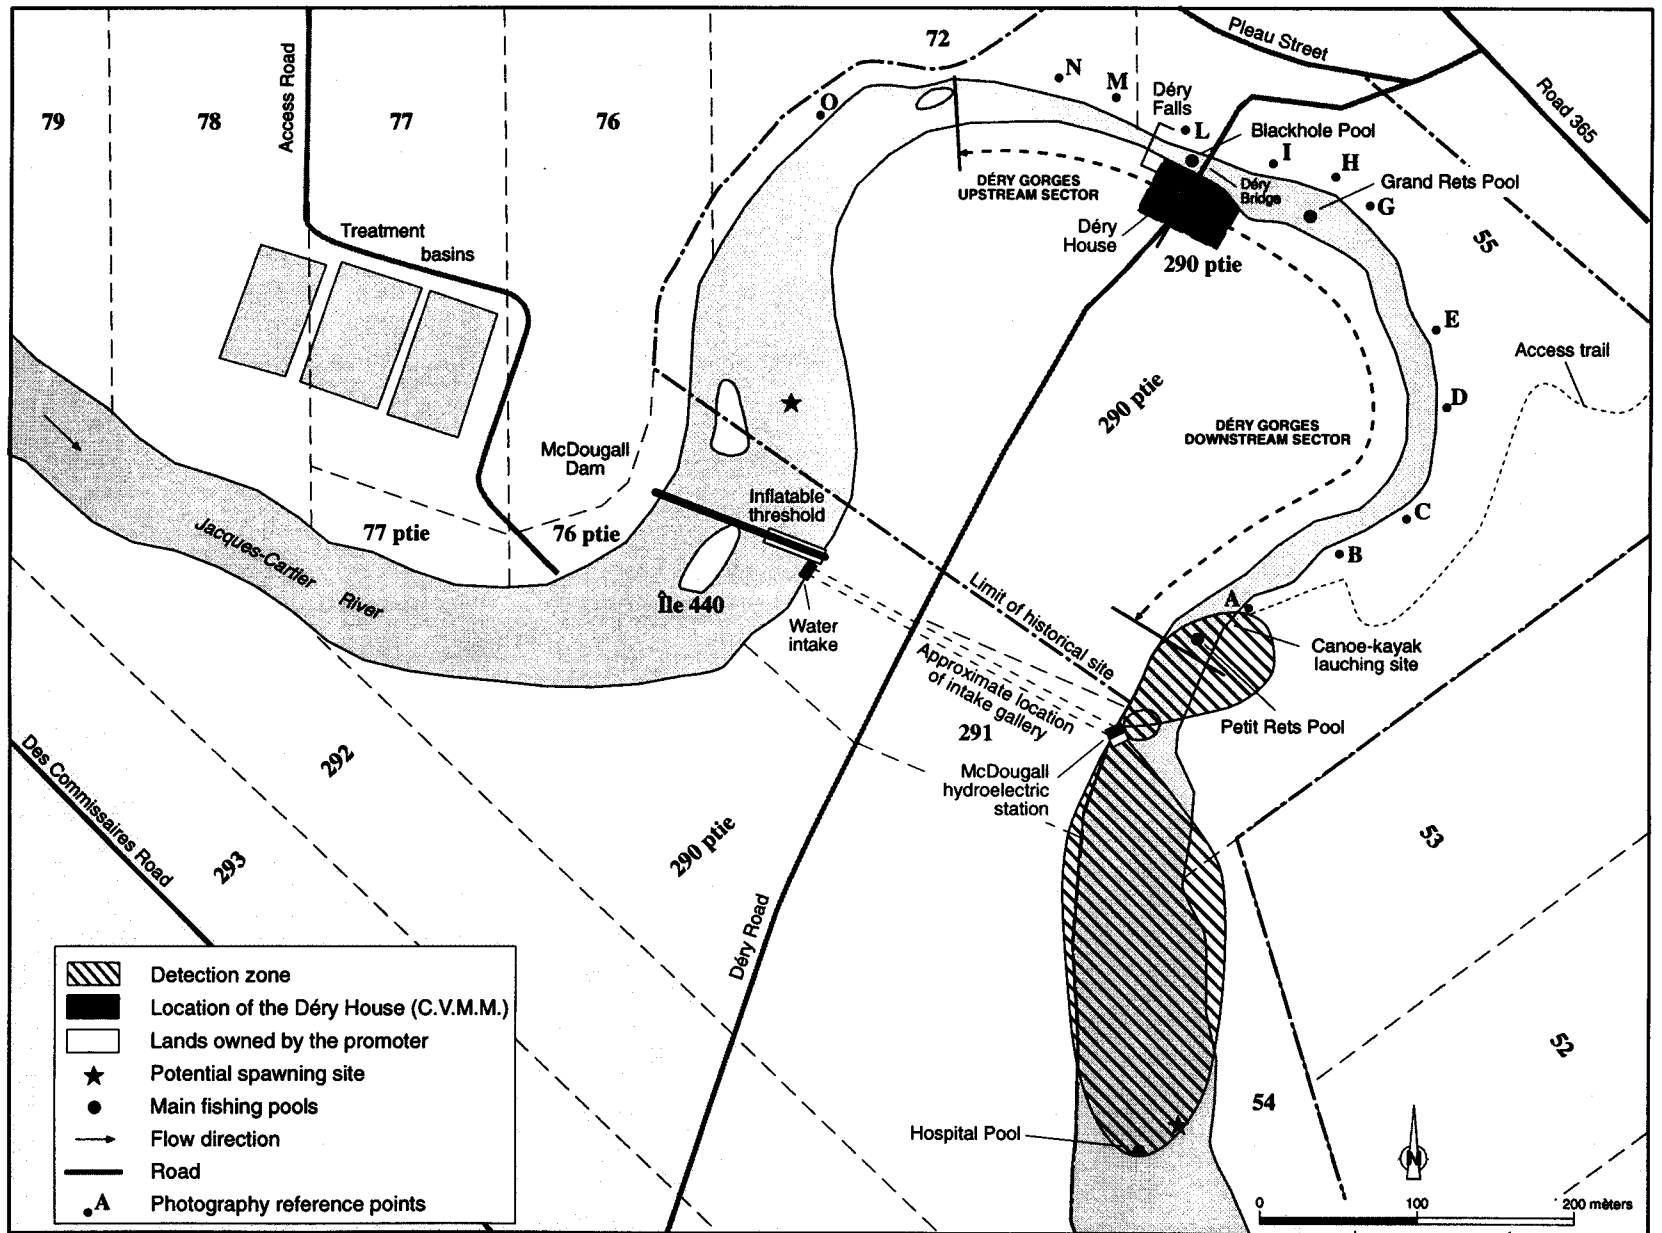 72
Pleau Street
Road 365
79
78
Access Road
77
76
O
N
M
Déry
Falls
L
Blackhole Pool
I
H
Grand Rets Pool
G
Déry
Bridge
DÉRY GORGES
UPSTREAM SECTOR
Déry
House
290 ptie
55
Treatment
basins
E
Access trail
D
290 ptie
DÉRY GORGES
DOWNSTREAM SECTOR
McDougall
Dam
Inflatable
threshold
C
B
A
77 ptie
76 ptie
Jacques-Cartier
River
Île 440
Water
intake
Limit of historical site
Approximate location
of intake gallery
291
Canoe-kayak
lauching site
Petit Rets Pool
McDougall
hydroelectric
station
Des Commissaires Road
292
293
290 ptie
Déry Road
53
52
54
Hospital Pool
Detection zone
Location of the Déry House (C.V.M.M.)
Lands owned by the promoter
Potential spawning site
Main fishing pools
Flow direction
Road
A Photography reference points
N
0 100 200 mèters